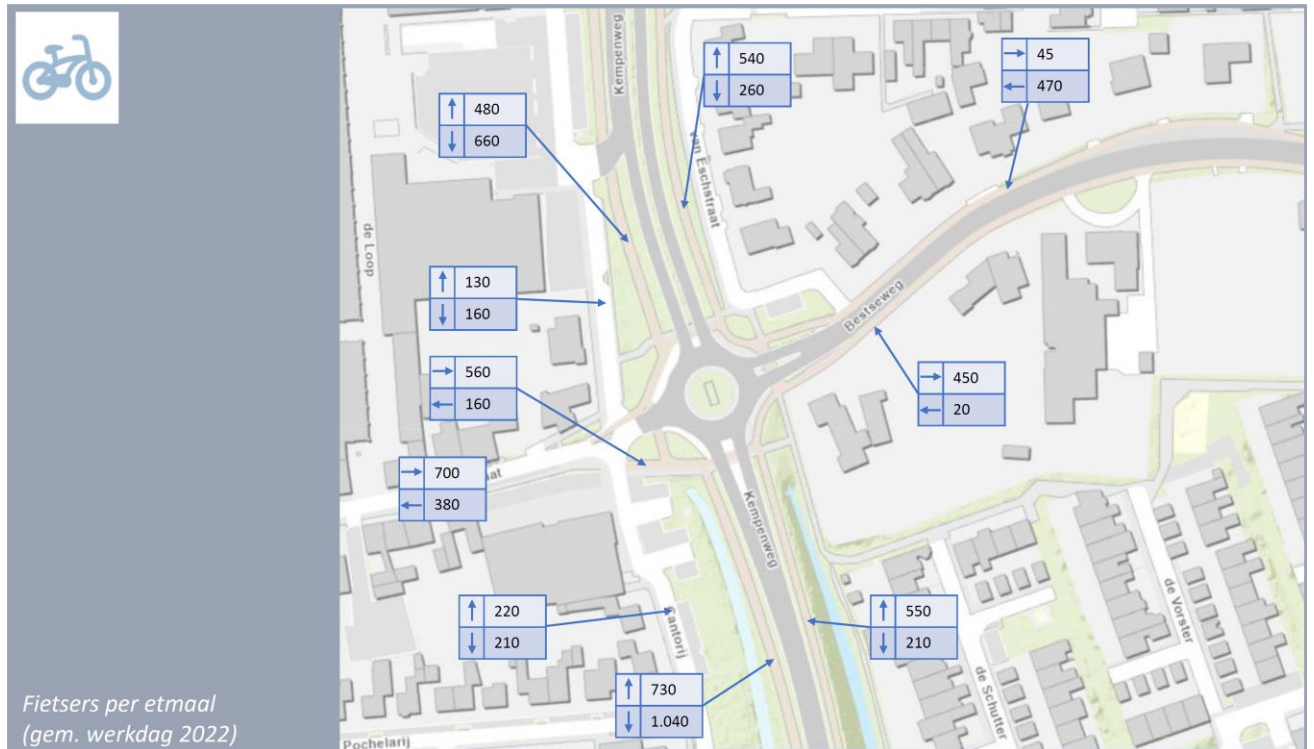 Kempenweg
540
260
45
470
480
660
van Eschstraat
de Loop
130
160
Bestseweg
560
160
450
20
700
380
aat
Kempenweg
220
210
Cantorij
550
210
de Vorster
de Schutter
730
1.040
Pochelarij
Fietsers per etmaal
(gem. werkdag 2022)